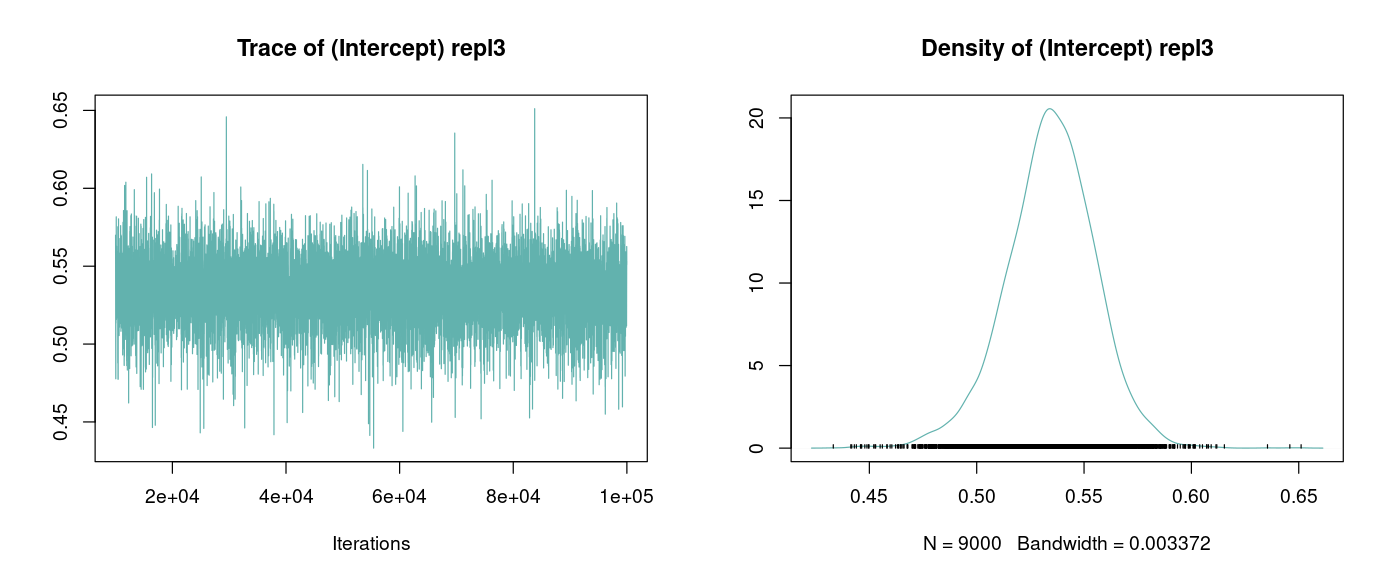 Trace of (Intercept) repl3
0.65
0.60
0.55
0.50
0.45
2e+04 4e+04 6e+04 8e+04 1e+05
Iterations
Density of (Intercept) repl3
20
15
10
5
0
0.45 0.50 0.55 0.60 0.65
N = 9000 Bandwidth = 0.003372